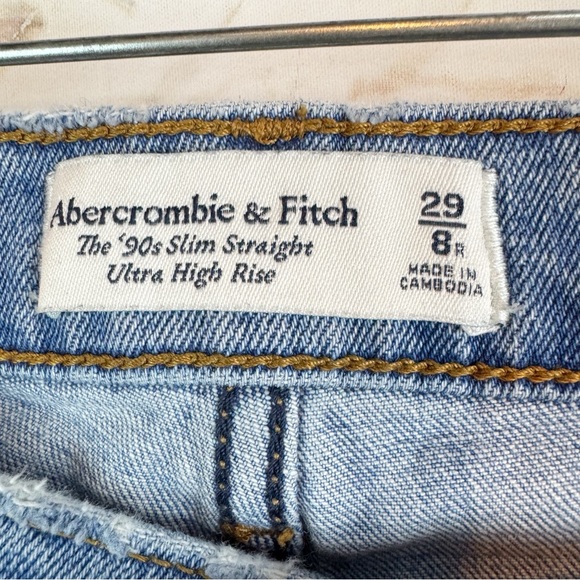 Abercrombie & Fitch
The '90s Slim Straight
Ultra High Rise
29
8R
MADE IN
CAMBODIA